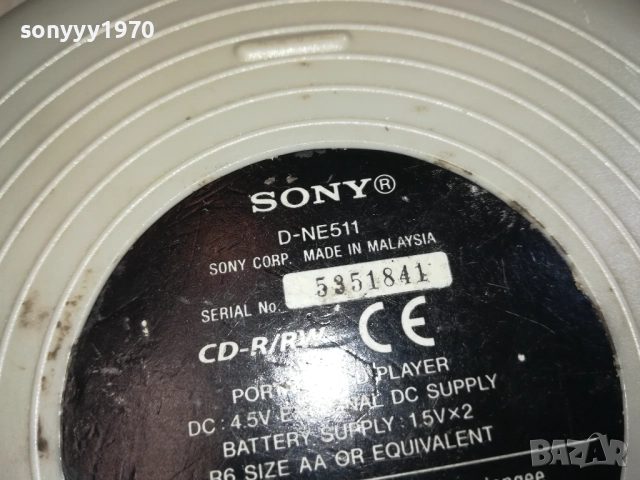 sonyyy1970
SONY®
D-NE511
SONY CORP. MADE IN MALAYSIA
SERIAL No. 5351841
CD-R/RW CE
PLAYER
DC : 4.5V DC SUPPLY
BATTERY SUPPLY : 1.5V×2
R6 SIZE AA OR EQUIVALENT
bazar